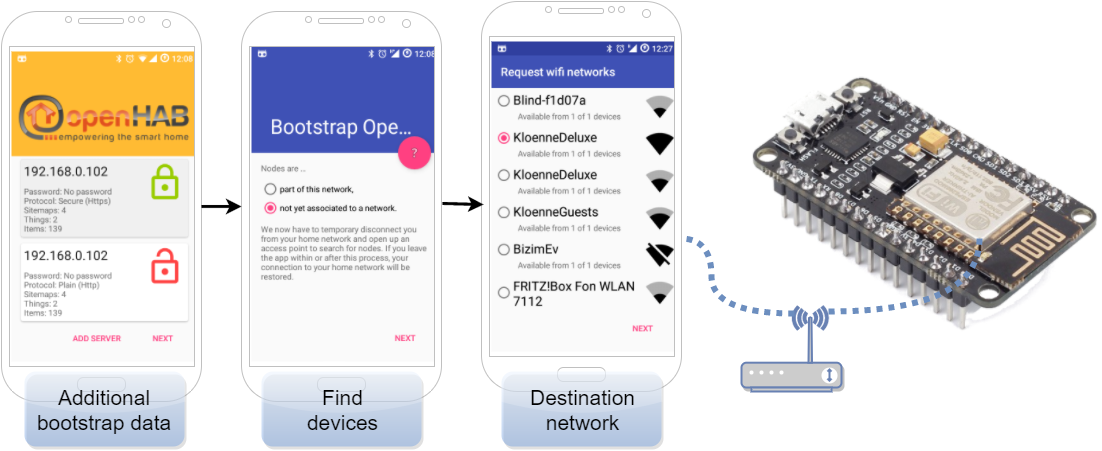 12:08
openHAB
empowering the smart home
192.168.0.102
Password: No password
Protocol: Secure (Https)
Sitemaps: 4
Things: 2
Items: 139
192.168.0.102
Password: No password
Protocol: Plain (Http)
Sitemaps: 4
Things: 2
Items: 139
ADD SERVER NEXT
Additional
bootstrap data
12:08
Bootstrap Ope...
?
Nodes are ..
part of this network,
not yet associated to a network.
We now have to temporary disconnect you
from your home network and open up an
access point to search for nodes. If you leave
the app within or after this process, your
connection to your home network will be
restored.
NEXT
Find
devices
12:27
Request wifi networks
Blind-f1d07a
Available from 1 of 1 devices
KloenneDeluxe
Available from 1 of 1 devices
KloenneDeluxe
Available from 1 of 1 devices
KloenneGuests
Available from 1 of 1 devices
BizimEv
Available from 1 of 1 devices
FRITZ!Box Fon WLAN
7112
NEXT
Destination
network